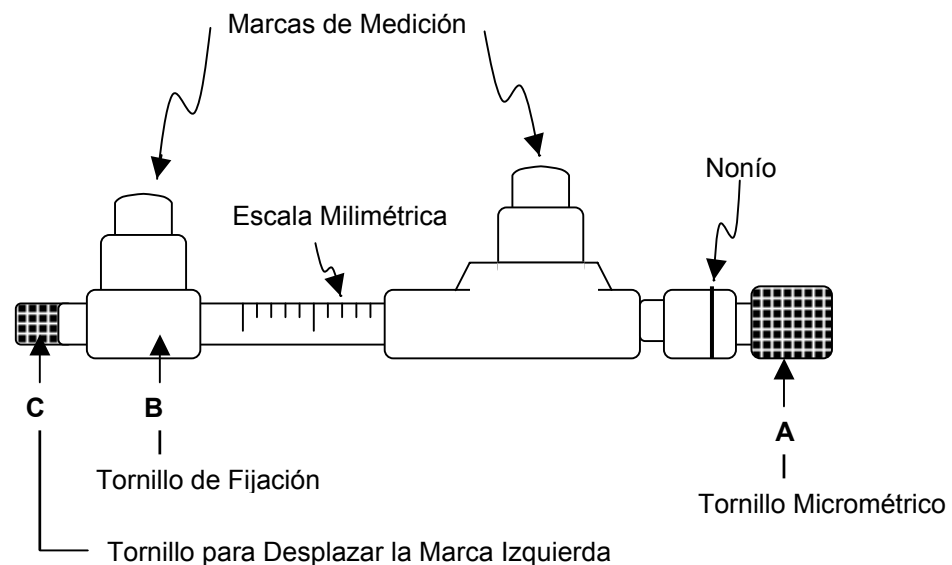 Marcas de Medición
Nonío
Escala Milimétrica
C
B
A
Tornillo de Fijación
Tornillo Micrométrico
Tornillo para Desplazar la Marca Izquierda